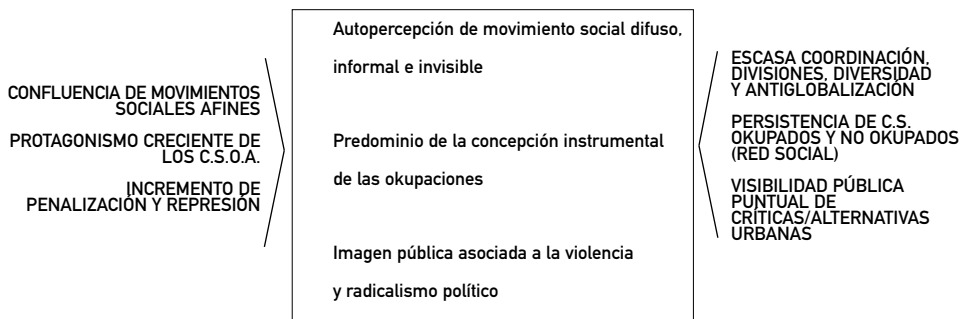 CONFLUENCIA DE MOVIMIENTOS
SOCIALES AFINES
PROTAGONISMO CRECIENTE DE
LOS C.S.O.A.
INCREMENTO DE
PENALIZACIÓN Y REPRESIÓN
Autopercepción de movimiento social difuso,
informal e invisible
Predominio de la concepción instrumental
de las okupaciones
Imagen pública asociada a la violencia
y radicalismo político
ESCASA COORDINACIÓN,
DIVISIONES, DIVERSIDAD
Y ANTIGLOBALIZACIÓN
PERSISTENCIA DE C.S.
OKUPADOS Y NO OKUPADOS
(RED SOCIAL)
VISIBILIDAD PÚBLICA
PUNTUAL DE
CRÍTICAS/ALTERNATIVAS
URBANAS